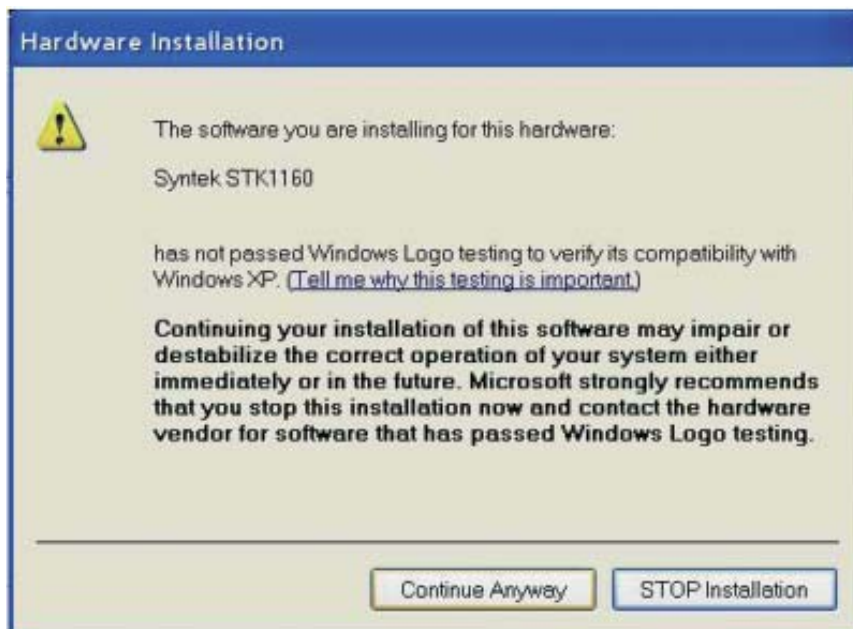 Hardware Installation
The software you are installing for this hardware:
Syntek STK1160
has not passed Windows Logo testing to verify its compatibility with
Windows XP. (Tell me why this testing is important.)
Continuing your installation of this software may impair or
destabilize the correct operation of your system either
immediately or in the future. Microsoft strongly recommends
that you stop this installation now and contact the hardware
vendor for software that has passed Windows Logo testing.
Continue Anyway
STOP Installation